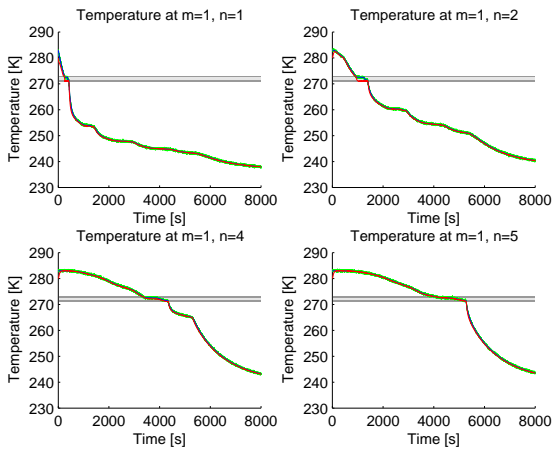 Temperature at m=1, n=1
Temperature [K]
290
280
270
260
250
240
230
0 2000 4000 6000 8000
Time [s]
Temperature at m=1, n=2
Temperature [K]
290
280
270
260
250
240
230
0 2000 4000 6000 8000
Time [s]
Temperature at m=1, n=4
Temperature [K]
290
280
270
260
250
240
230
0 2000 4000 6000 8000
Time [s]
Temperature at m=1, n=5
Temperature [K]
290
280
270
260
250
240
230
0 2000 4000 6000 8000
Time [s]